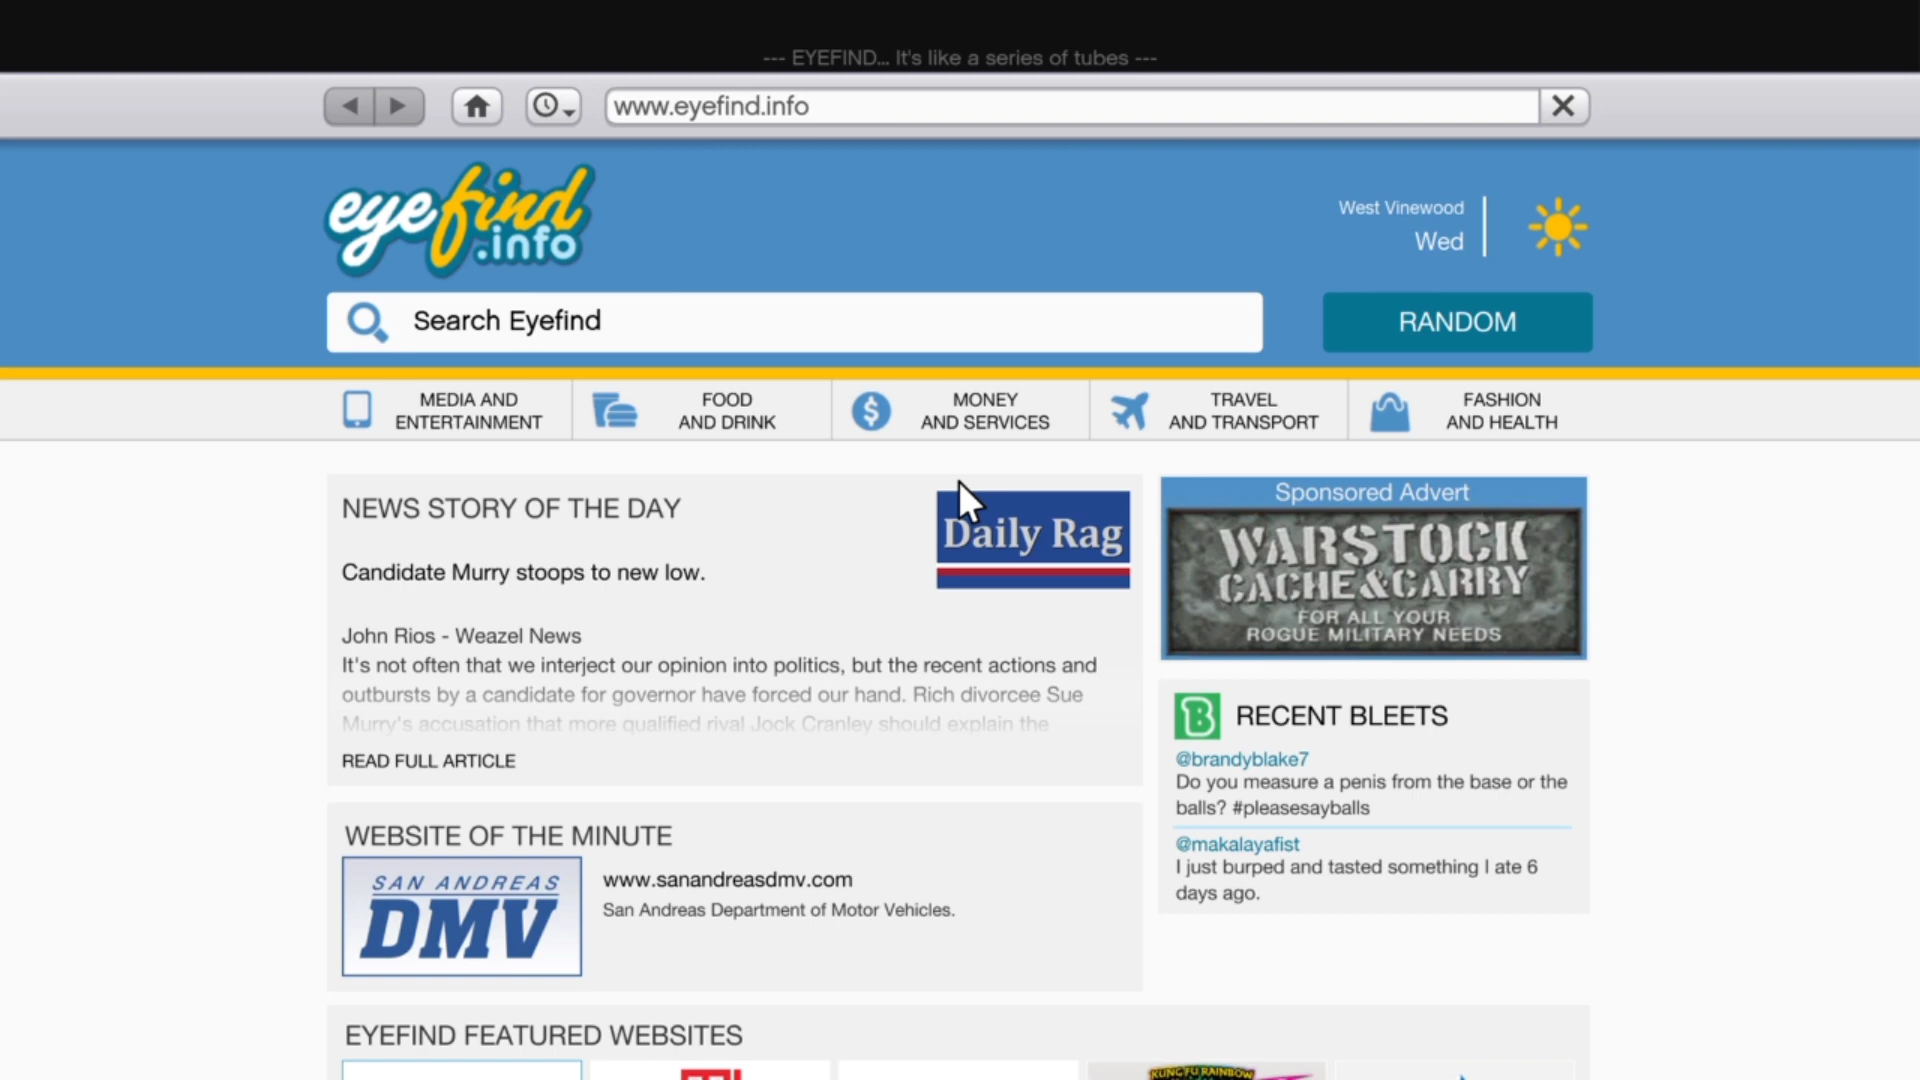 --- EYEFIND... It's like a series of tubes ---
www.eyefind.info
eyefind
.info
West Vinewood
Wed
Search Eyefind
RANDOM
MEDIA AND
ENTERTAINMENT
FOOD
AND DRINK
MONEY
AND SERVICES
TRAVEL
AND TRANSPORT
FASHION
AND HEALTH
NEWS STORY OF THE DAY
Daily Rag
Candidate Murry stoops to new low.
John Rios - Weazel News
It's not often that we interject our opinion into politics, but the recent actions and
outbursts by a candidate for governor have forced our hand. Rich divorcee Sue
Murry's accusation that more qualified rival Jock Cranley should explain the
READ FULL ARTICLE
Sponsored Advert
WARSTOCK
CACHE&CARRY
FOR ALL YOUR
ROGUE MILITARY NEEDS
B
RECENT BLEETS
@brandyblake7
Do you measure a penis from the base or the
balls? #pleasesayballs
@makalayafist
I just burped and tasted something I ate 6
days ago.
WEBSITE OF THE MINUTE
SAN ANDREAS
DMV
www.sanandreasdmv.com
San Andreas Department of Motor Vehicles.
EYEFIND FEATURED WEBSITES
KUNG FU RAINBOW